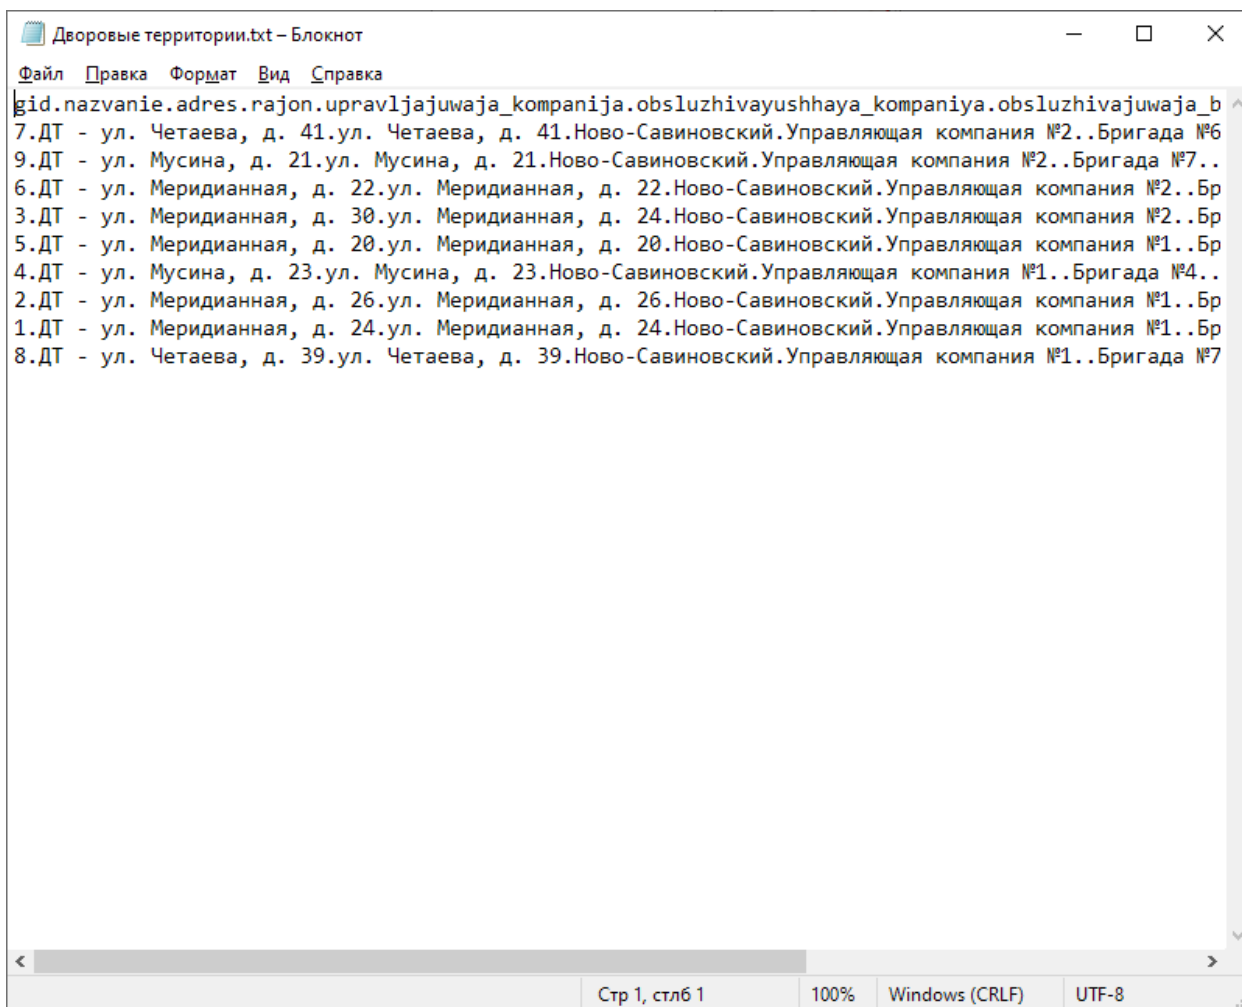 Дворовые территории.txt – Блокнот
Файл Правка Формат Вид Справка
gid.nazvanie.adres.rajon.upravljajuwaja_kompanija.obsluzhivayushhaya_kompaniya.obsluzhivajuwaja_b
7.ДТ - ул. Четаева, д. 41.ул. Четаева, д. 41.Ново-Савиновский.Управляющая компания №2..Бригада №6
9.ДТ - ул. Мусина, д. 21.ул. Мусина, д. 21.Ново-Савиновский.Управляющая компания №2..Бригада №7..
6.ДТ - ул. Меридианная, д. 22.ул. Меридианная, д. 22.Ново-Савиновский.Управляющая компания №2..Бр
3.ДТ - ул. Меридианная, д. 30.ул. Меридианная, д. 24.Ново-Савиновский.Управляющая компания №2..Бр
5.ДТ - ул. Меридианная, д. 20.ул. Меридианная, д. 20.Ново-Савиновский.Управляющая компания №1..Бр
4.ДТ - ул. Мусина, д. 23.ул. Мусина, д. 23.Ново-Савиновский.Управляющая компания №1..Бригада №4..
2.ДТ - ул. Меридианная, д. 26.ул. Меридианная, д. 26.Ново-Савиновский.Управляющая компания №1..Бр
1.ДТ - ул. Меридианная, д. 24.ул. Меридианная, д. 24.Ново-Савиновский.Управляющая компания №1..Бр
8.ДТ - ул. Четаева, д. 39.ул. Четаева, д. 39.Ново-Савиновский.Управляющая компания №1..Бригада №7
Стр 1, стлб 1 100% Windows (CRLF) UTF-8